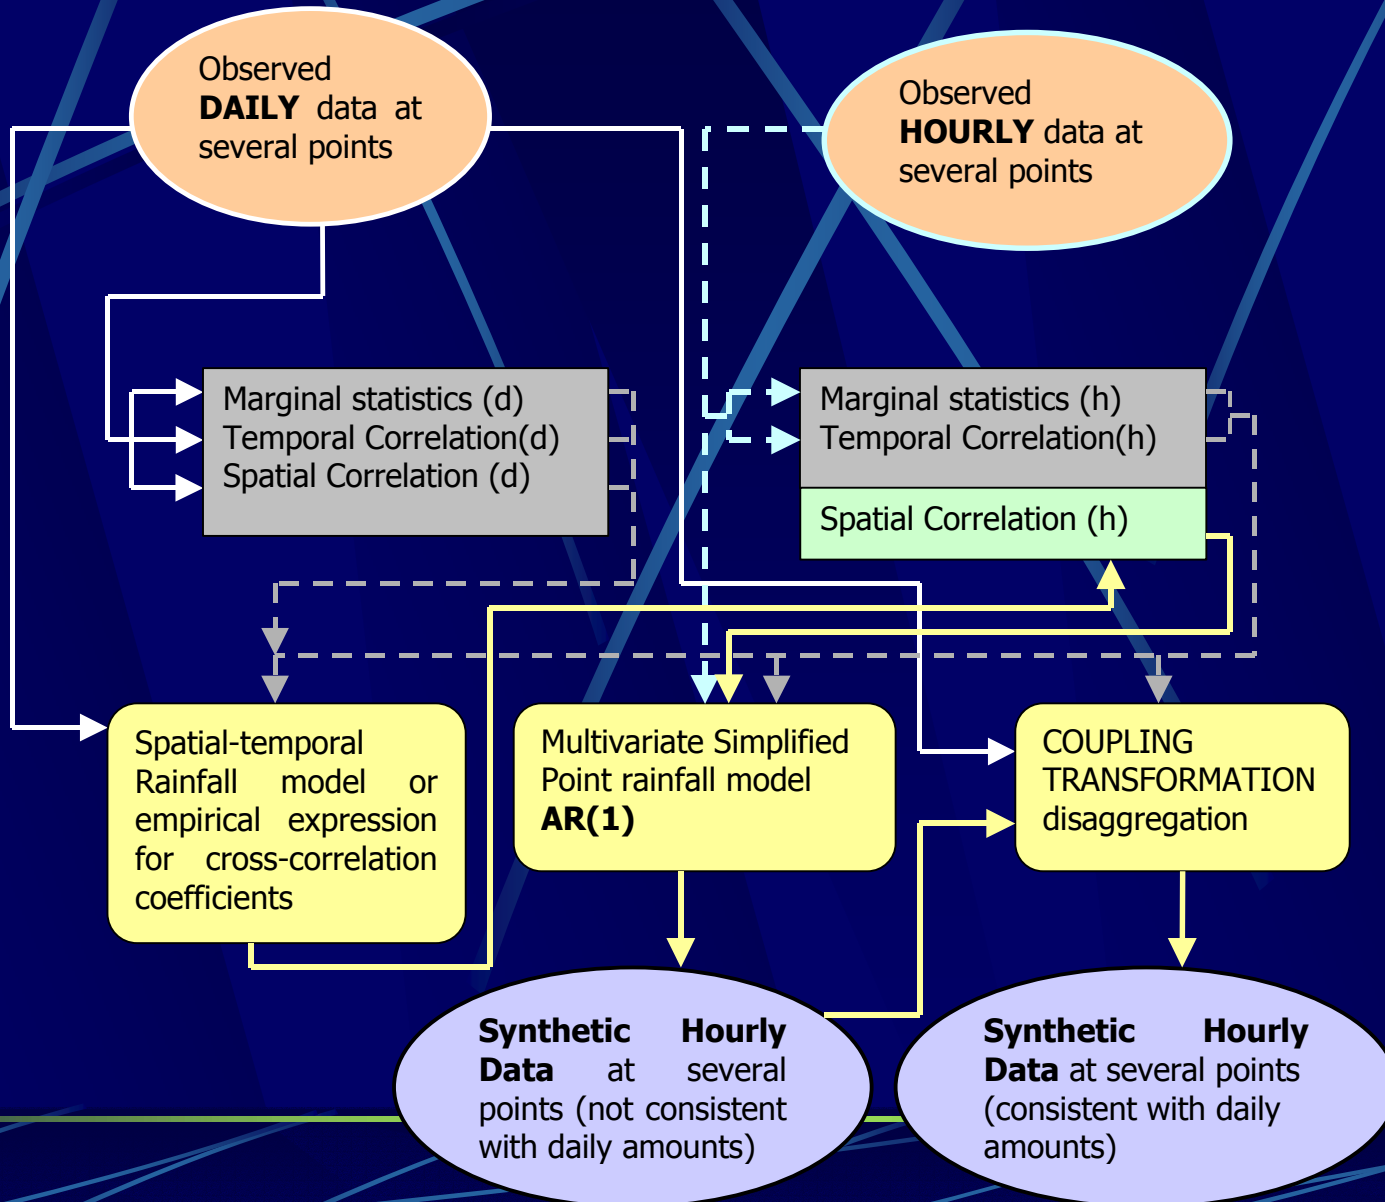 Observed
DAILY data at
several points
Observed
HOURLY data at
several points
Marginal statistics (d)
Temporal Correlation(d)
Spatial Correlation (d)
Marginal statistics (h)
Temporal Correlation(h)
Spatial Correlation (h)
Spatial-temporal
Rainfall model or
empirical expression
for cross-correlation
coefficients
Multivariate Simplified
Point rainfall model
AR(1)
COUPLING
TRANSFORMATION
disaggregation
Synthetic Hourly
Data at several
points (not consistent
with daily amounts)
Synthetic Hourly
Data at several points
(consistent with daily
amounts)